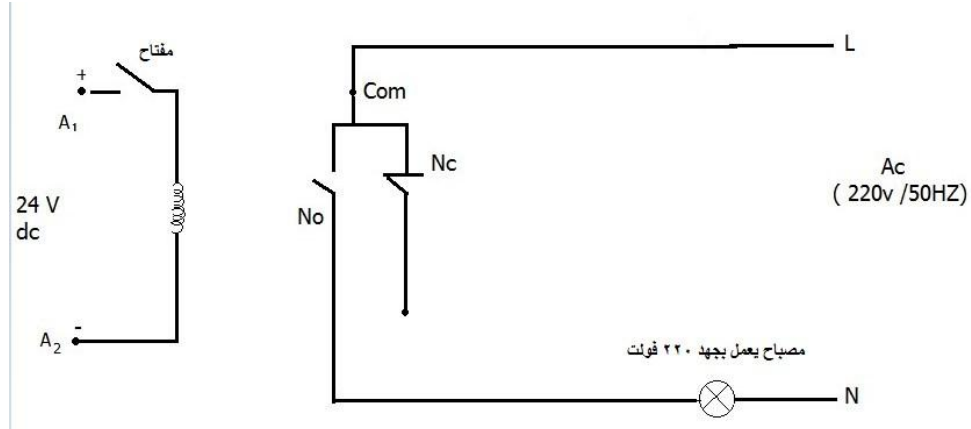 مفتاح
+
A₁
24 V
dc
-
A₂
L
Com
Nc
No
Ac
( 220v /50HZ)
مصباح يعمل بجهد ٢٢٠ فولت
N